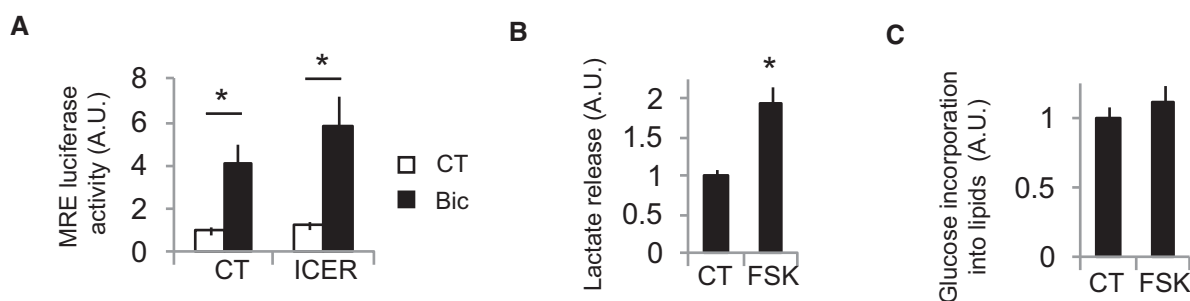 A
MRE luciferase
activity (A.U.)
8
6
4
2
0
*
*
CT
ICER
CT
Bic
B
Lactate release (A.U.)
2
1.5
1
0.5
0
*
CT
FSK
C
Glucose incorporation
into lipids (A.U.)
1
0.5
0
CT
FSK